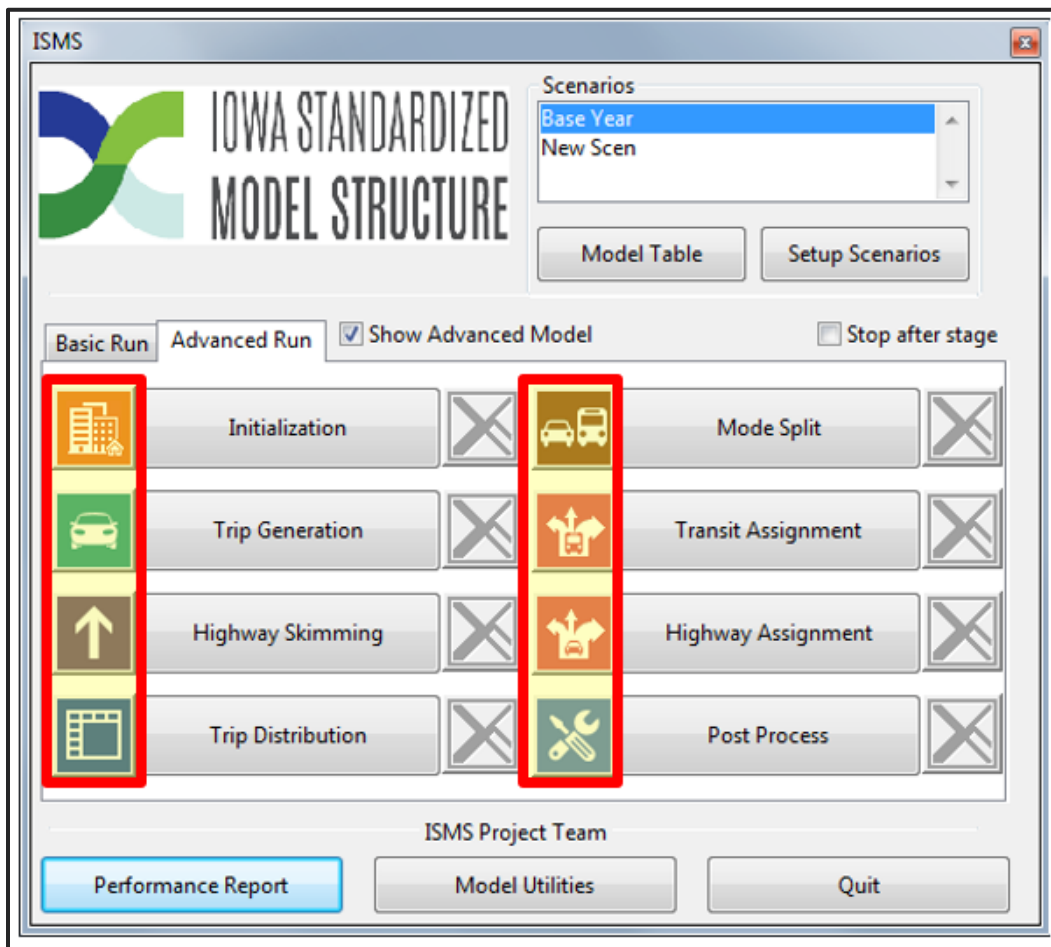 ISMS
IOWA STANDARDIZED
MODEL STRUCTURE
Scenarios
Base Year
New Scen
Model Table
Setup Scenarios
Basic Run
Advanced Run
Show Advanced Model
Stop after stage
Initialization
Mode Split
Trip Generation
Transit Assignment
Highway Skimming
Highway Assignment
Trip Distribution
Post Process
ISMS Project Team
Performance Report
Model Utilities
Quit